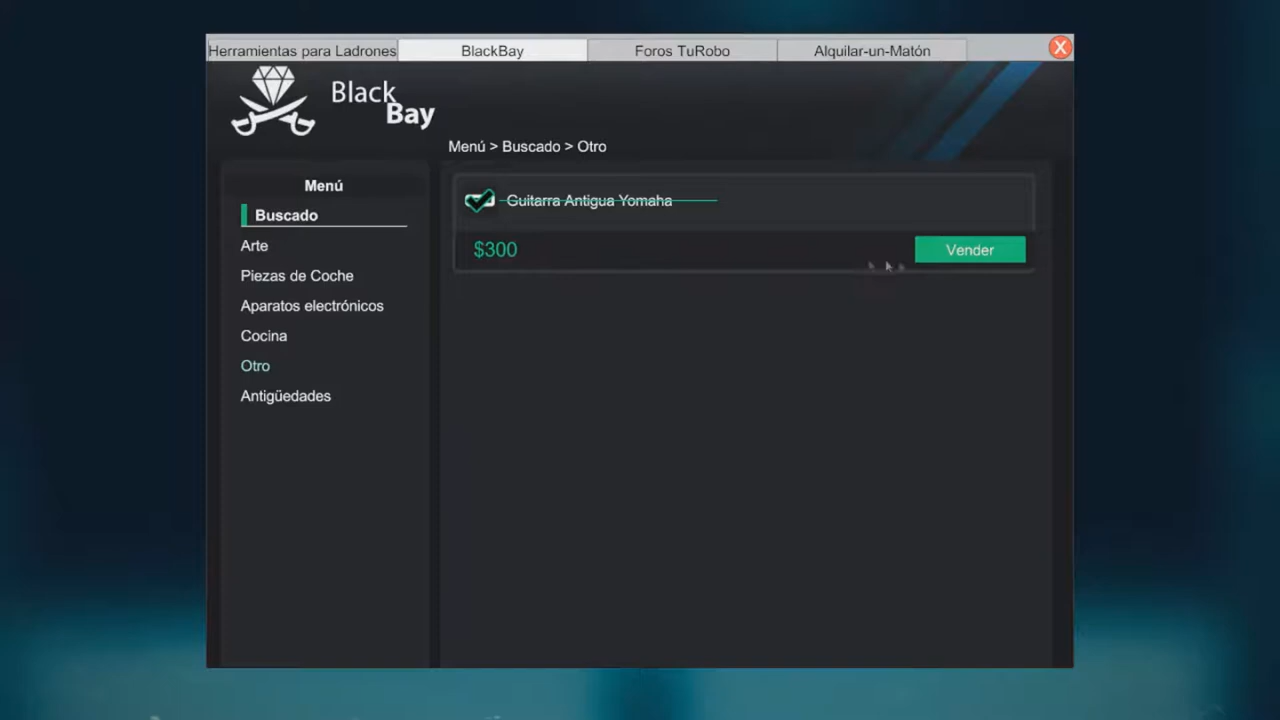 Herramientas para Ladrones
BlackBay
Foros TuRobo
Alquilar-un-Matón
X
Black
Bay
Menú > Buscado > Otro
Menú
Buscado
Arte
Piezas de Coche
Aparatos electrónicos
Cocina
Otro
Antigüedades
Guitarra Antigua Yomaha
$300
Vender